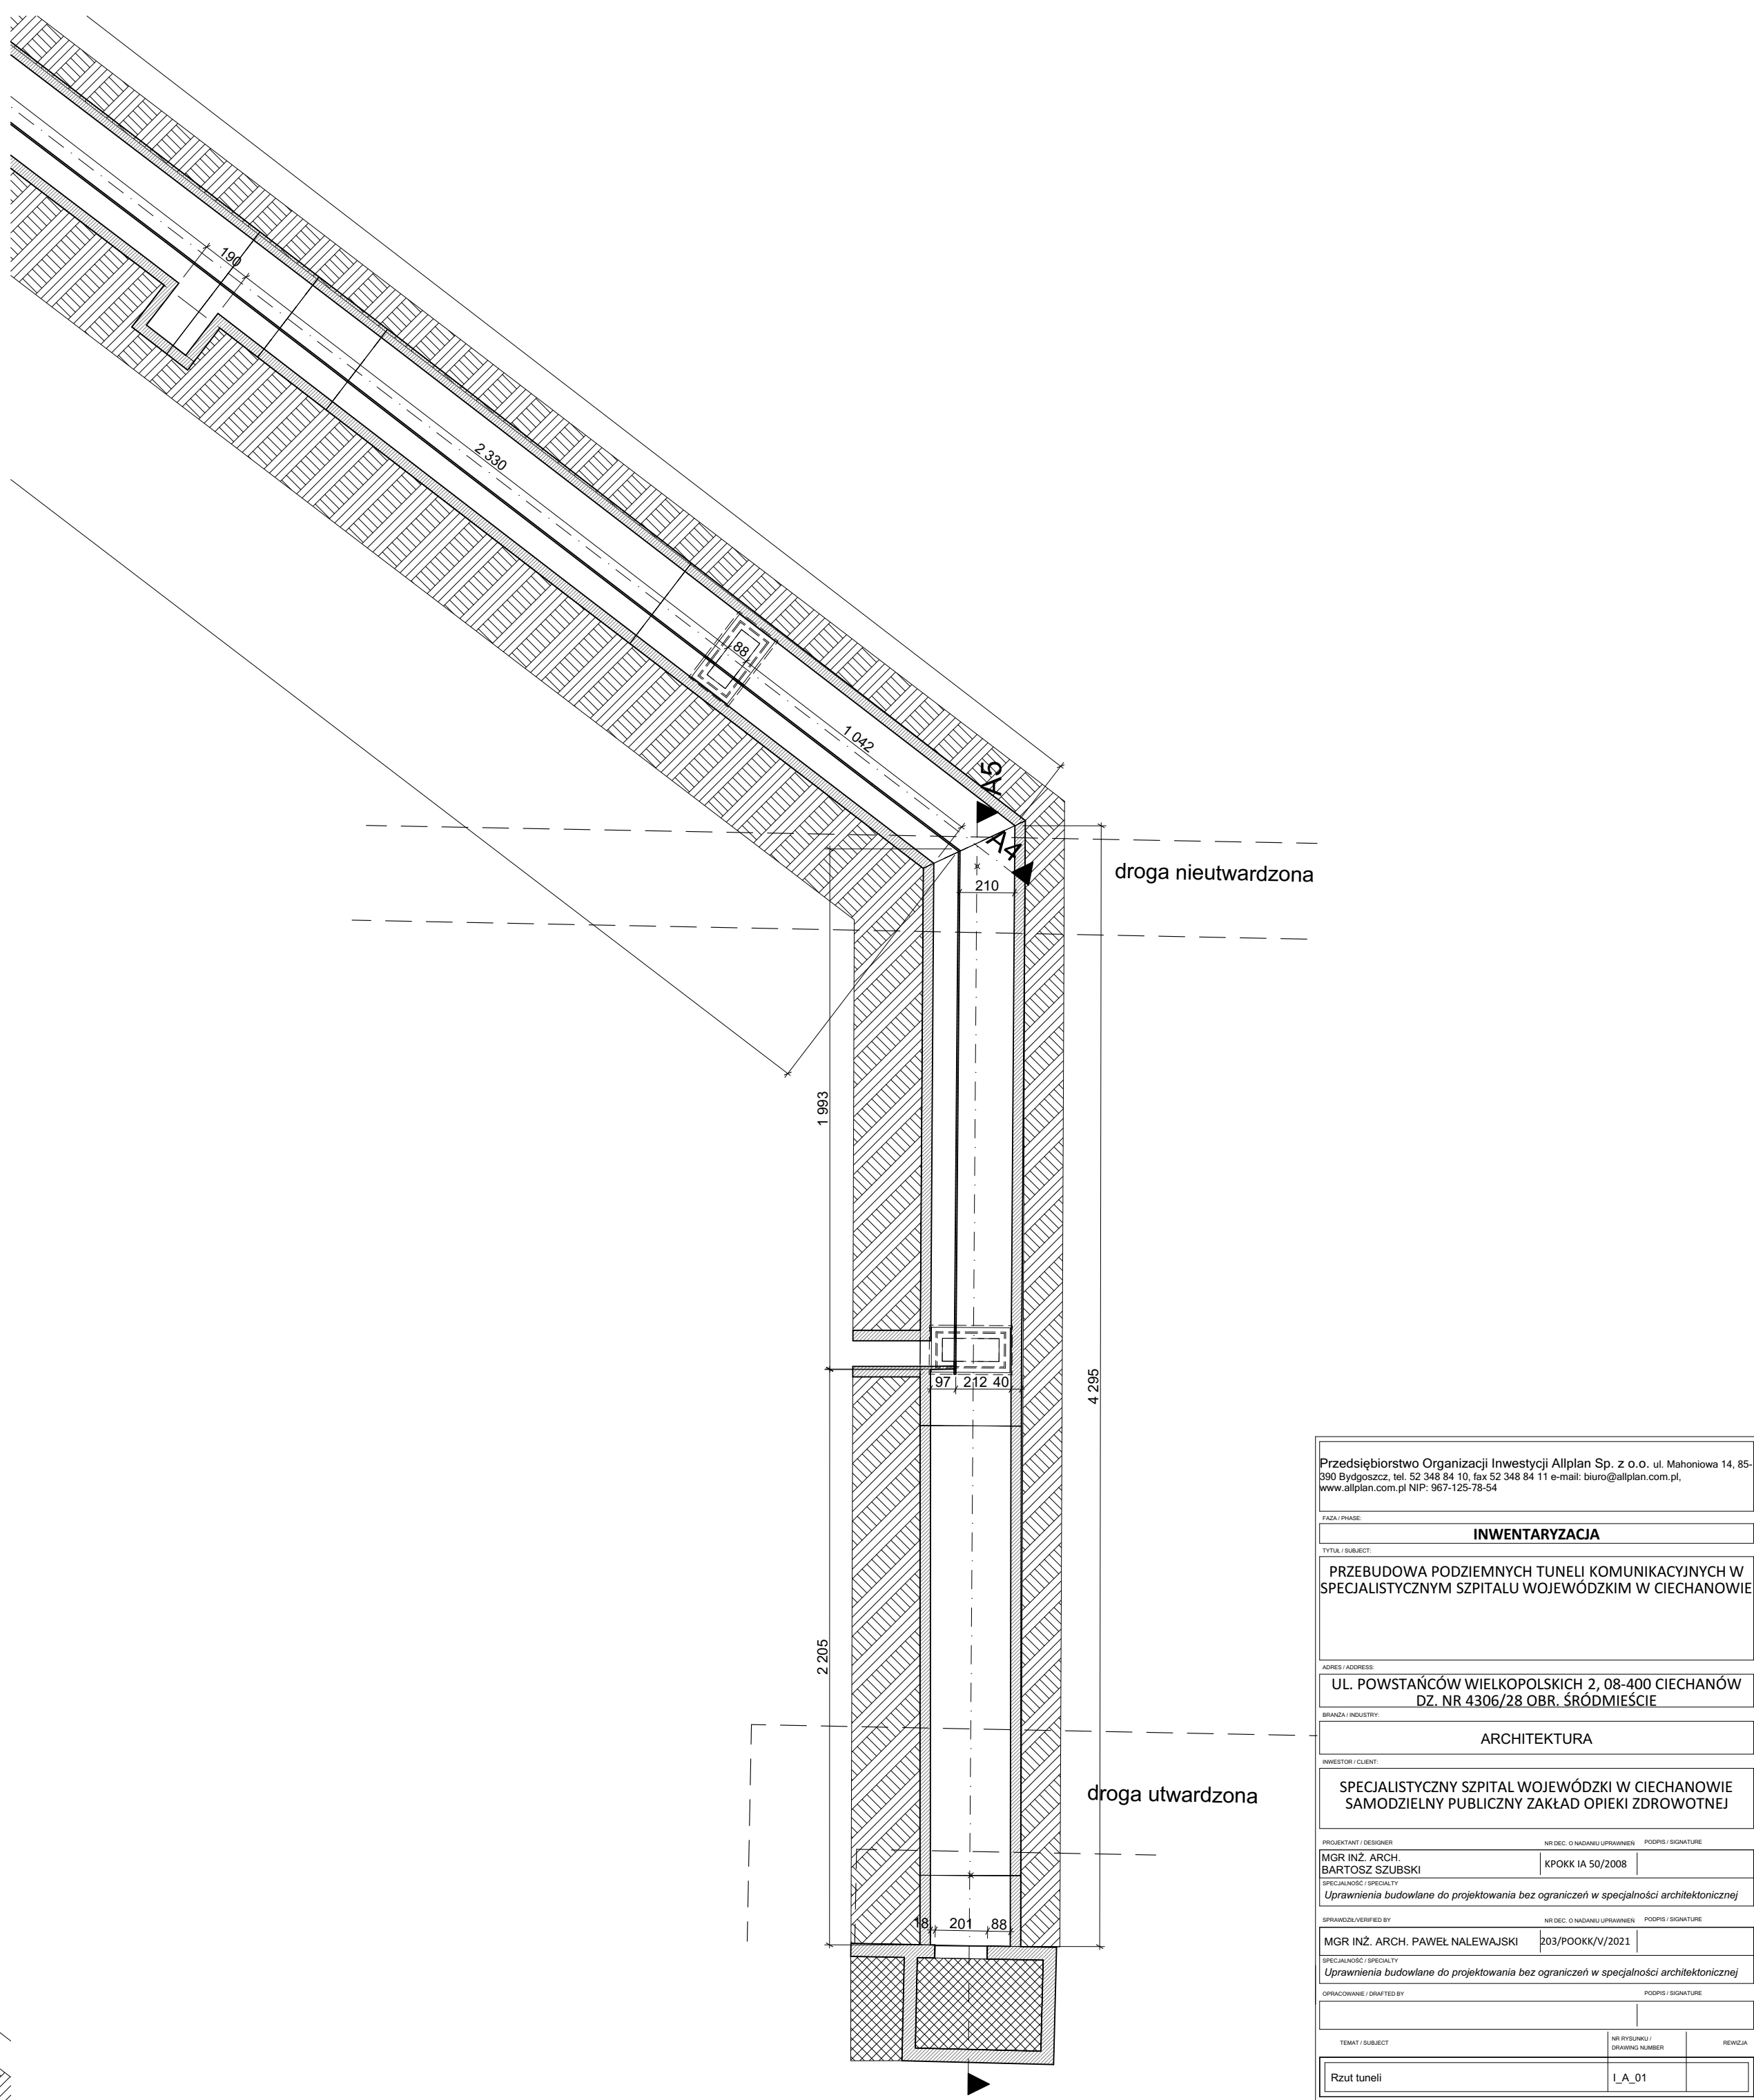 190
2 330
88
1 042
A5
A4
droga nieutwardzona
210
1 993
97 212 40
4 295
2 205
droga utwardzona
18 201 88
Przedsiębiorstwo Organizacji Inwestycji Allplan Sp. z o.o. ul. Mahoniowa 14, 85-
390 Bydgoszcz, tel. 52 348 84 10, fax 52 348 84 11 e-mail: biuro@allplan.com.pl,
www.allplan.com.pl NIP: 967-125-78-54
FAZA / PHASE:
INWENTARYZACJA
TYTUŁ / SUBJECT:
PRZEBUDOWA PODZIEMNYCH TUNELI KOMUNIKACYJNYCH W
SPECJALISTYCZNYM SZPITALU WOJEWÓDZKIM W CIECHANOWIE
ADRES / ADDRESS:
UL. POWSTAŃCÓW WIELKOPOLSKICH 2, 08-400 CIECHANÓW
DZ. NR 4306/28 OBR. ŚRÓDMIEŚCIE
BRANŻA / INDUSTRY:
ARCHITEKTURA
INWESTOR / CLIENT:
SPECJALISTYCZNY SZPITAL WOJEWÓDZKI W CIECHANOWIE
SAMODZIELNY PUBLICZNY ZAKŁAD OPIEKI ZDROWOTNEJ
PROJEKTANT / DESIGNER NR DEC. O NADANIU UPRAWNIEŃ PODPIS / SIGNATURE
MGR INŻ. ARCH.
BARTOSZ SZUBSKI KPOKK IA 50/2008
SPECJALNOŚĆ / SPECIALTY
Uprawnienia budowlane do projektowania bez ograniczeń w specjalności architektonicznej
SPRAWDZIŁ/VERIFIED BY NR DEC. O NADANIU UPRAWNIEŃ PODPIS / SIGNATURE
MGR INŻ. ARCH. PAWEŁ NALEWAJSKI 203/POOKK/V/2021
SPECJALNOŚĆ / SPECIALTY
Uprawnienia budowlane do projektowania bez ograniczeń w specjalności architektonicznej
OPRACOWANIE / DRAFTED BY PODPIS / SIGNATURE
TEMAT / SUBJECT NR RYSUNKU / REWIZJA
DRAWING NUMBER
Rzut tuneli I_A_01